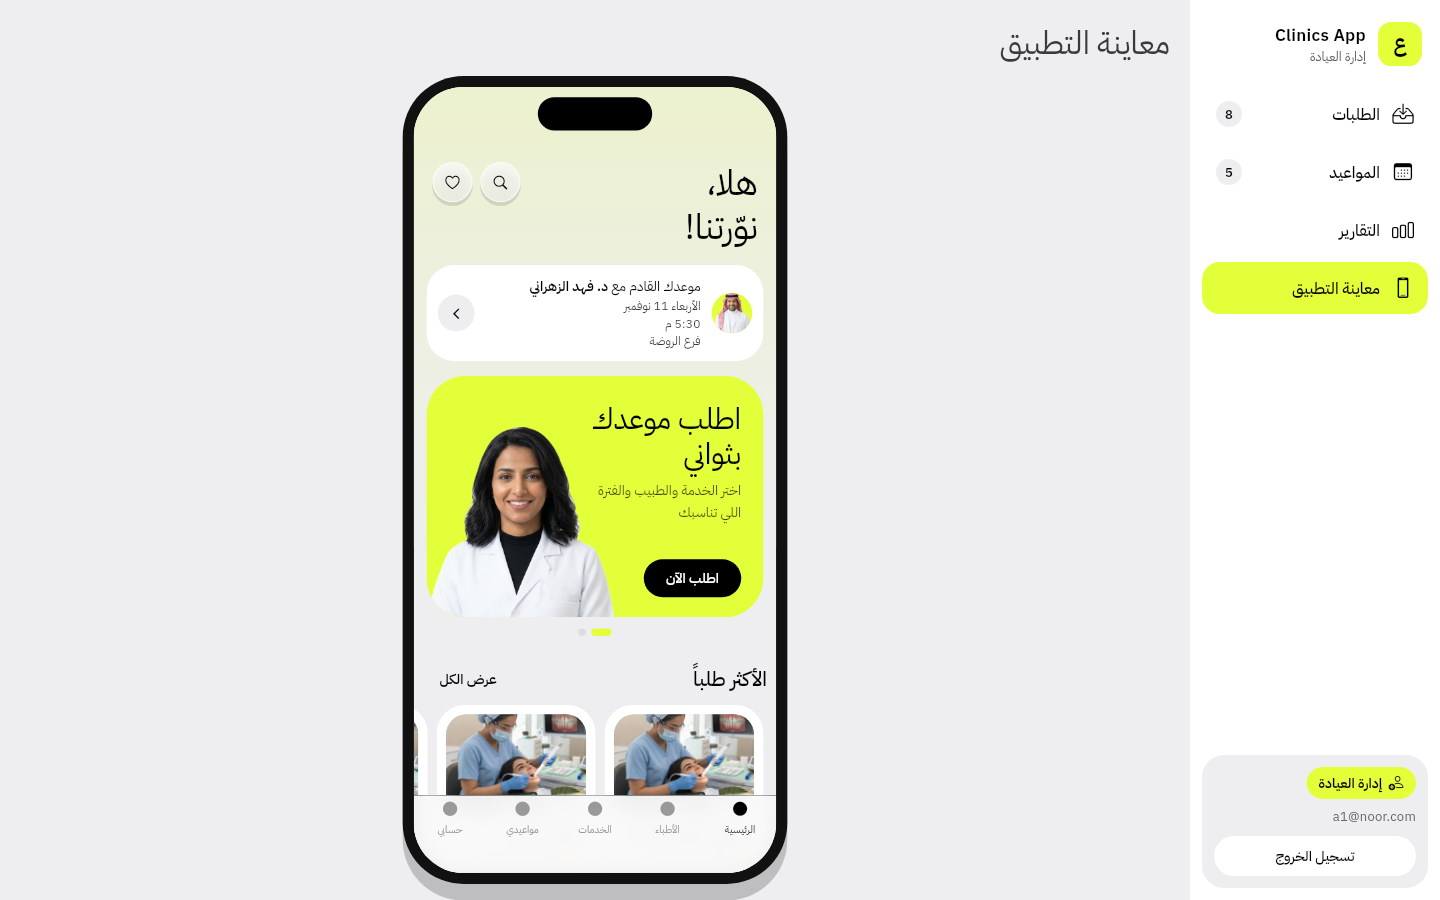 ع
Clinics App
إدارة العيادة
الطلبات
8
المواعيد
5
التقارير
معاينة التطبيق
إدارة العيادة
a1@noor.com
تسجيل الخروج
معاينة التطبيق
هلا،
نوّرتنا!
موعدك القادم مع د. فهد الزهراني
الأربعاء 11 نوفمبر
5:30 م
فرع الروضة
اطلب موعدك
بثواني
اختر الخدمة والطبيب والفترة
اللي تناسبك
اطلب الآن
الأكثر طلباً
عرض الكل
الرئيسية
الأطباء
الخدمات
مواعيدي
حسابي